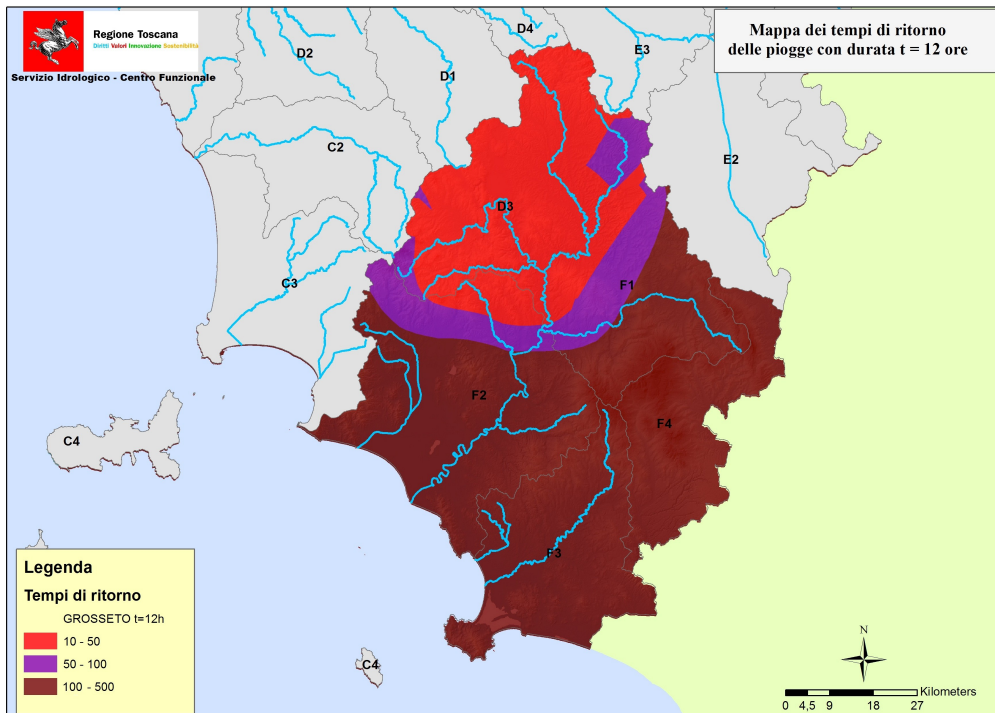 Regione Toscana
Diritti Valori Innovazione Sostenibilità
Servizio Idrologico - Centro Funzionale
Mappa dei tempi di ritorno
delle piogge con durata t = 12 ore
D4
D2
E3
D1
C2
E2
D3
C3
F1
F2
F4
C4
F3
C4
Legenda
Tempi di ritorno
GROSSETO t=12h
10 - 50
50 - 100
100 - 500
N
Kilometers
0 4,5 9 18 27